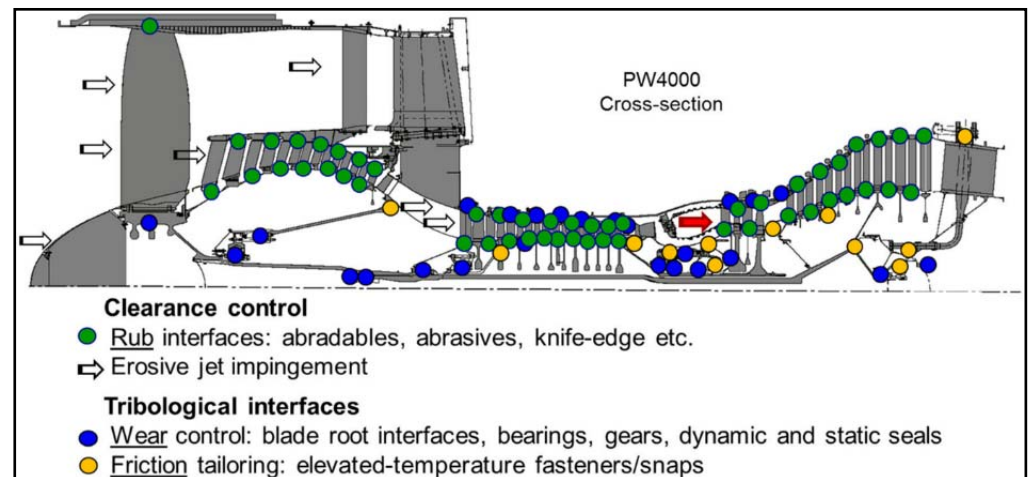 PW4000
Cross-section
Clearance control
Rub interfaces: abradables, abrasives, knife-edge etc.
Erosive jet impingement
Tribological interfaces
Wear control: blade root interfaces, bearings, gears, dynamic and static seals
Friction tailoring: elevated-temperature fasteners/snaps